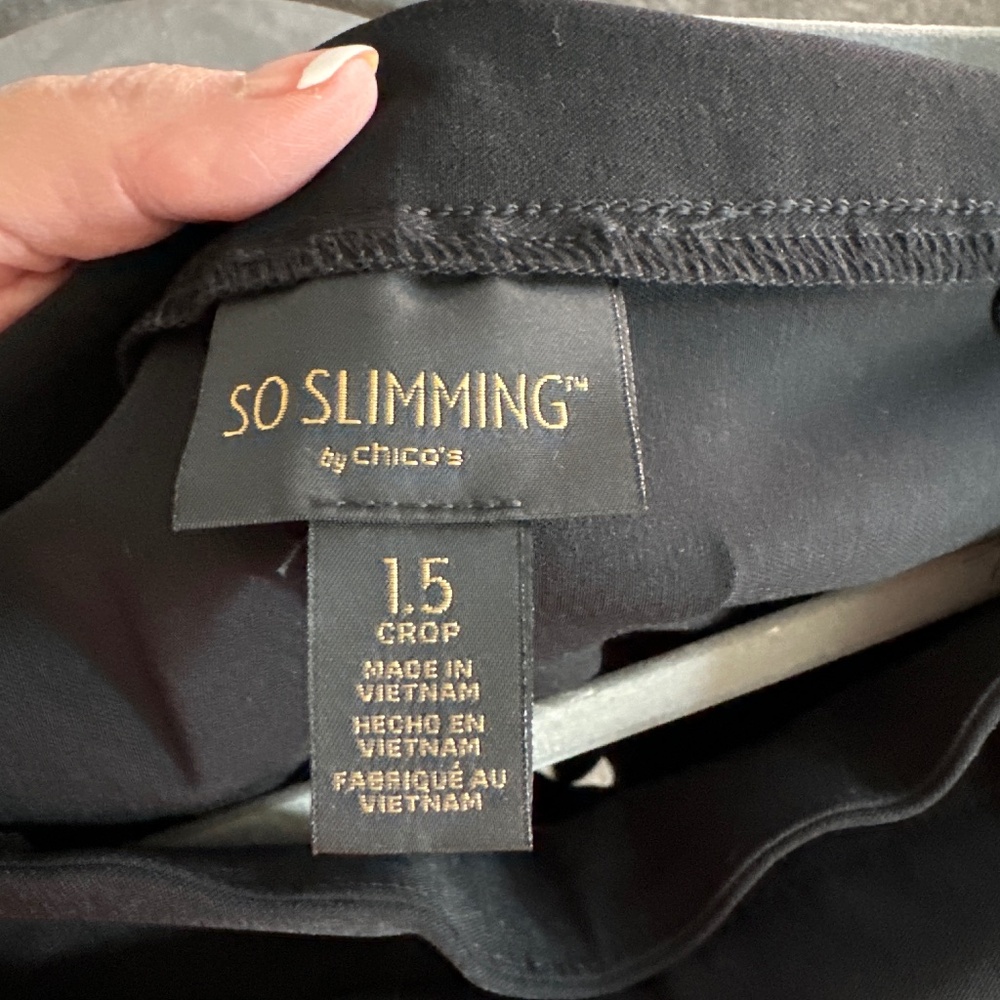 SO SLIMMING™
by chico's
1.5
CROP
MADE IN
VIETNAM
HECHO EN
VIETNAM
FABRIQUÉ AU
VIETNAM